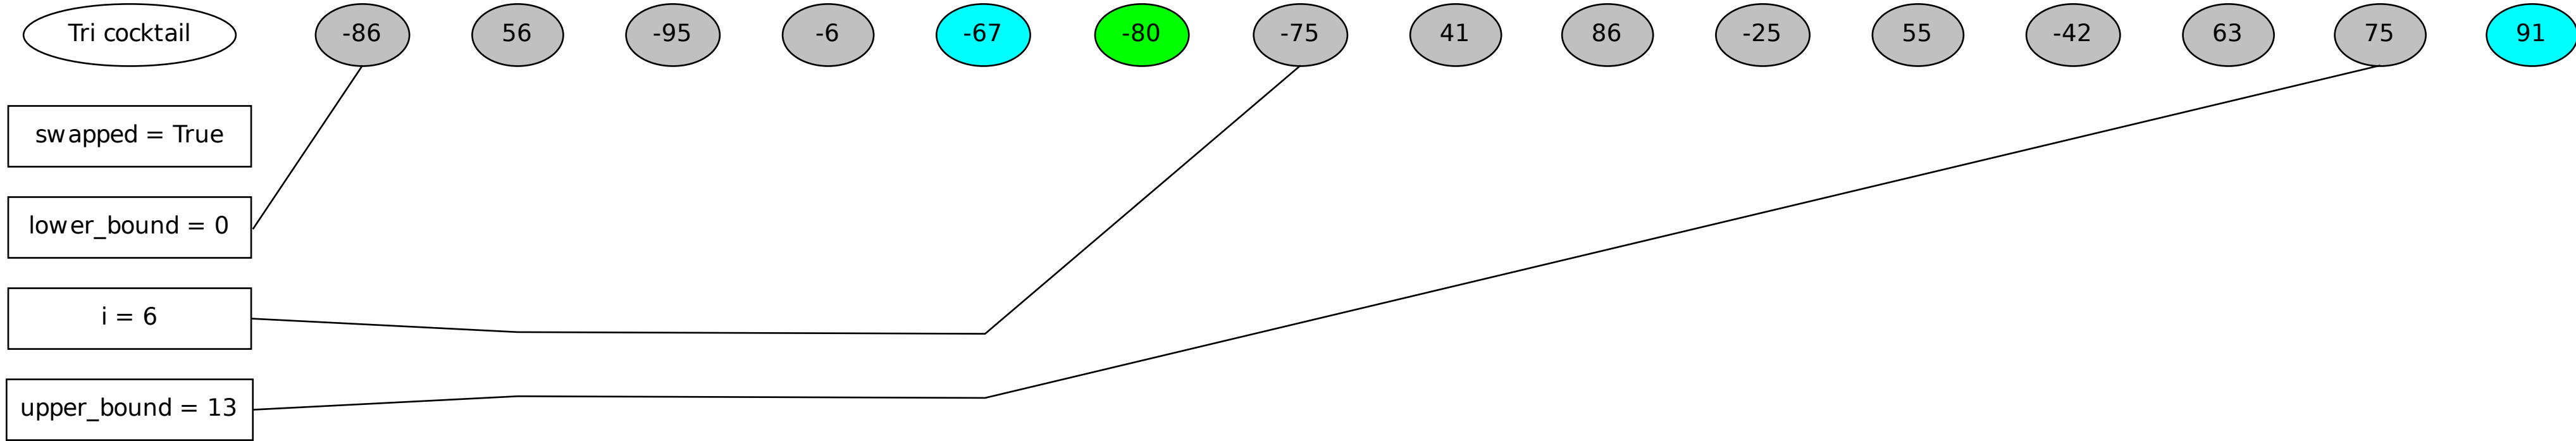 Tri cocktail -86 56 -95 -6 -67 -80 -75 41 86 -25 55 -42 63 75 91
swapped = True
lower_bound = 0
i = 6
upper_bound = 13